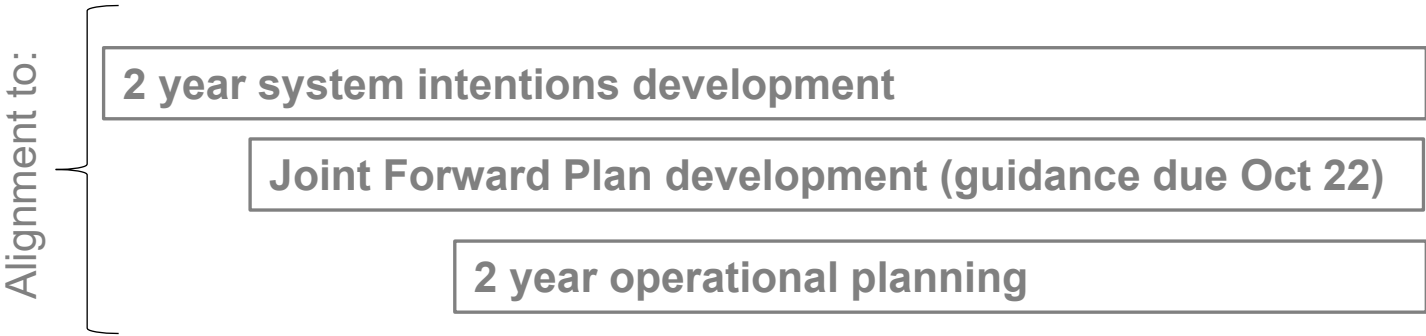 Alignment to:
2 year system intentions development
Joint Forward Plan development (guidance due Oct 22)
2 year operational planning